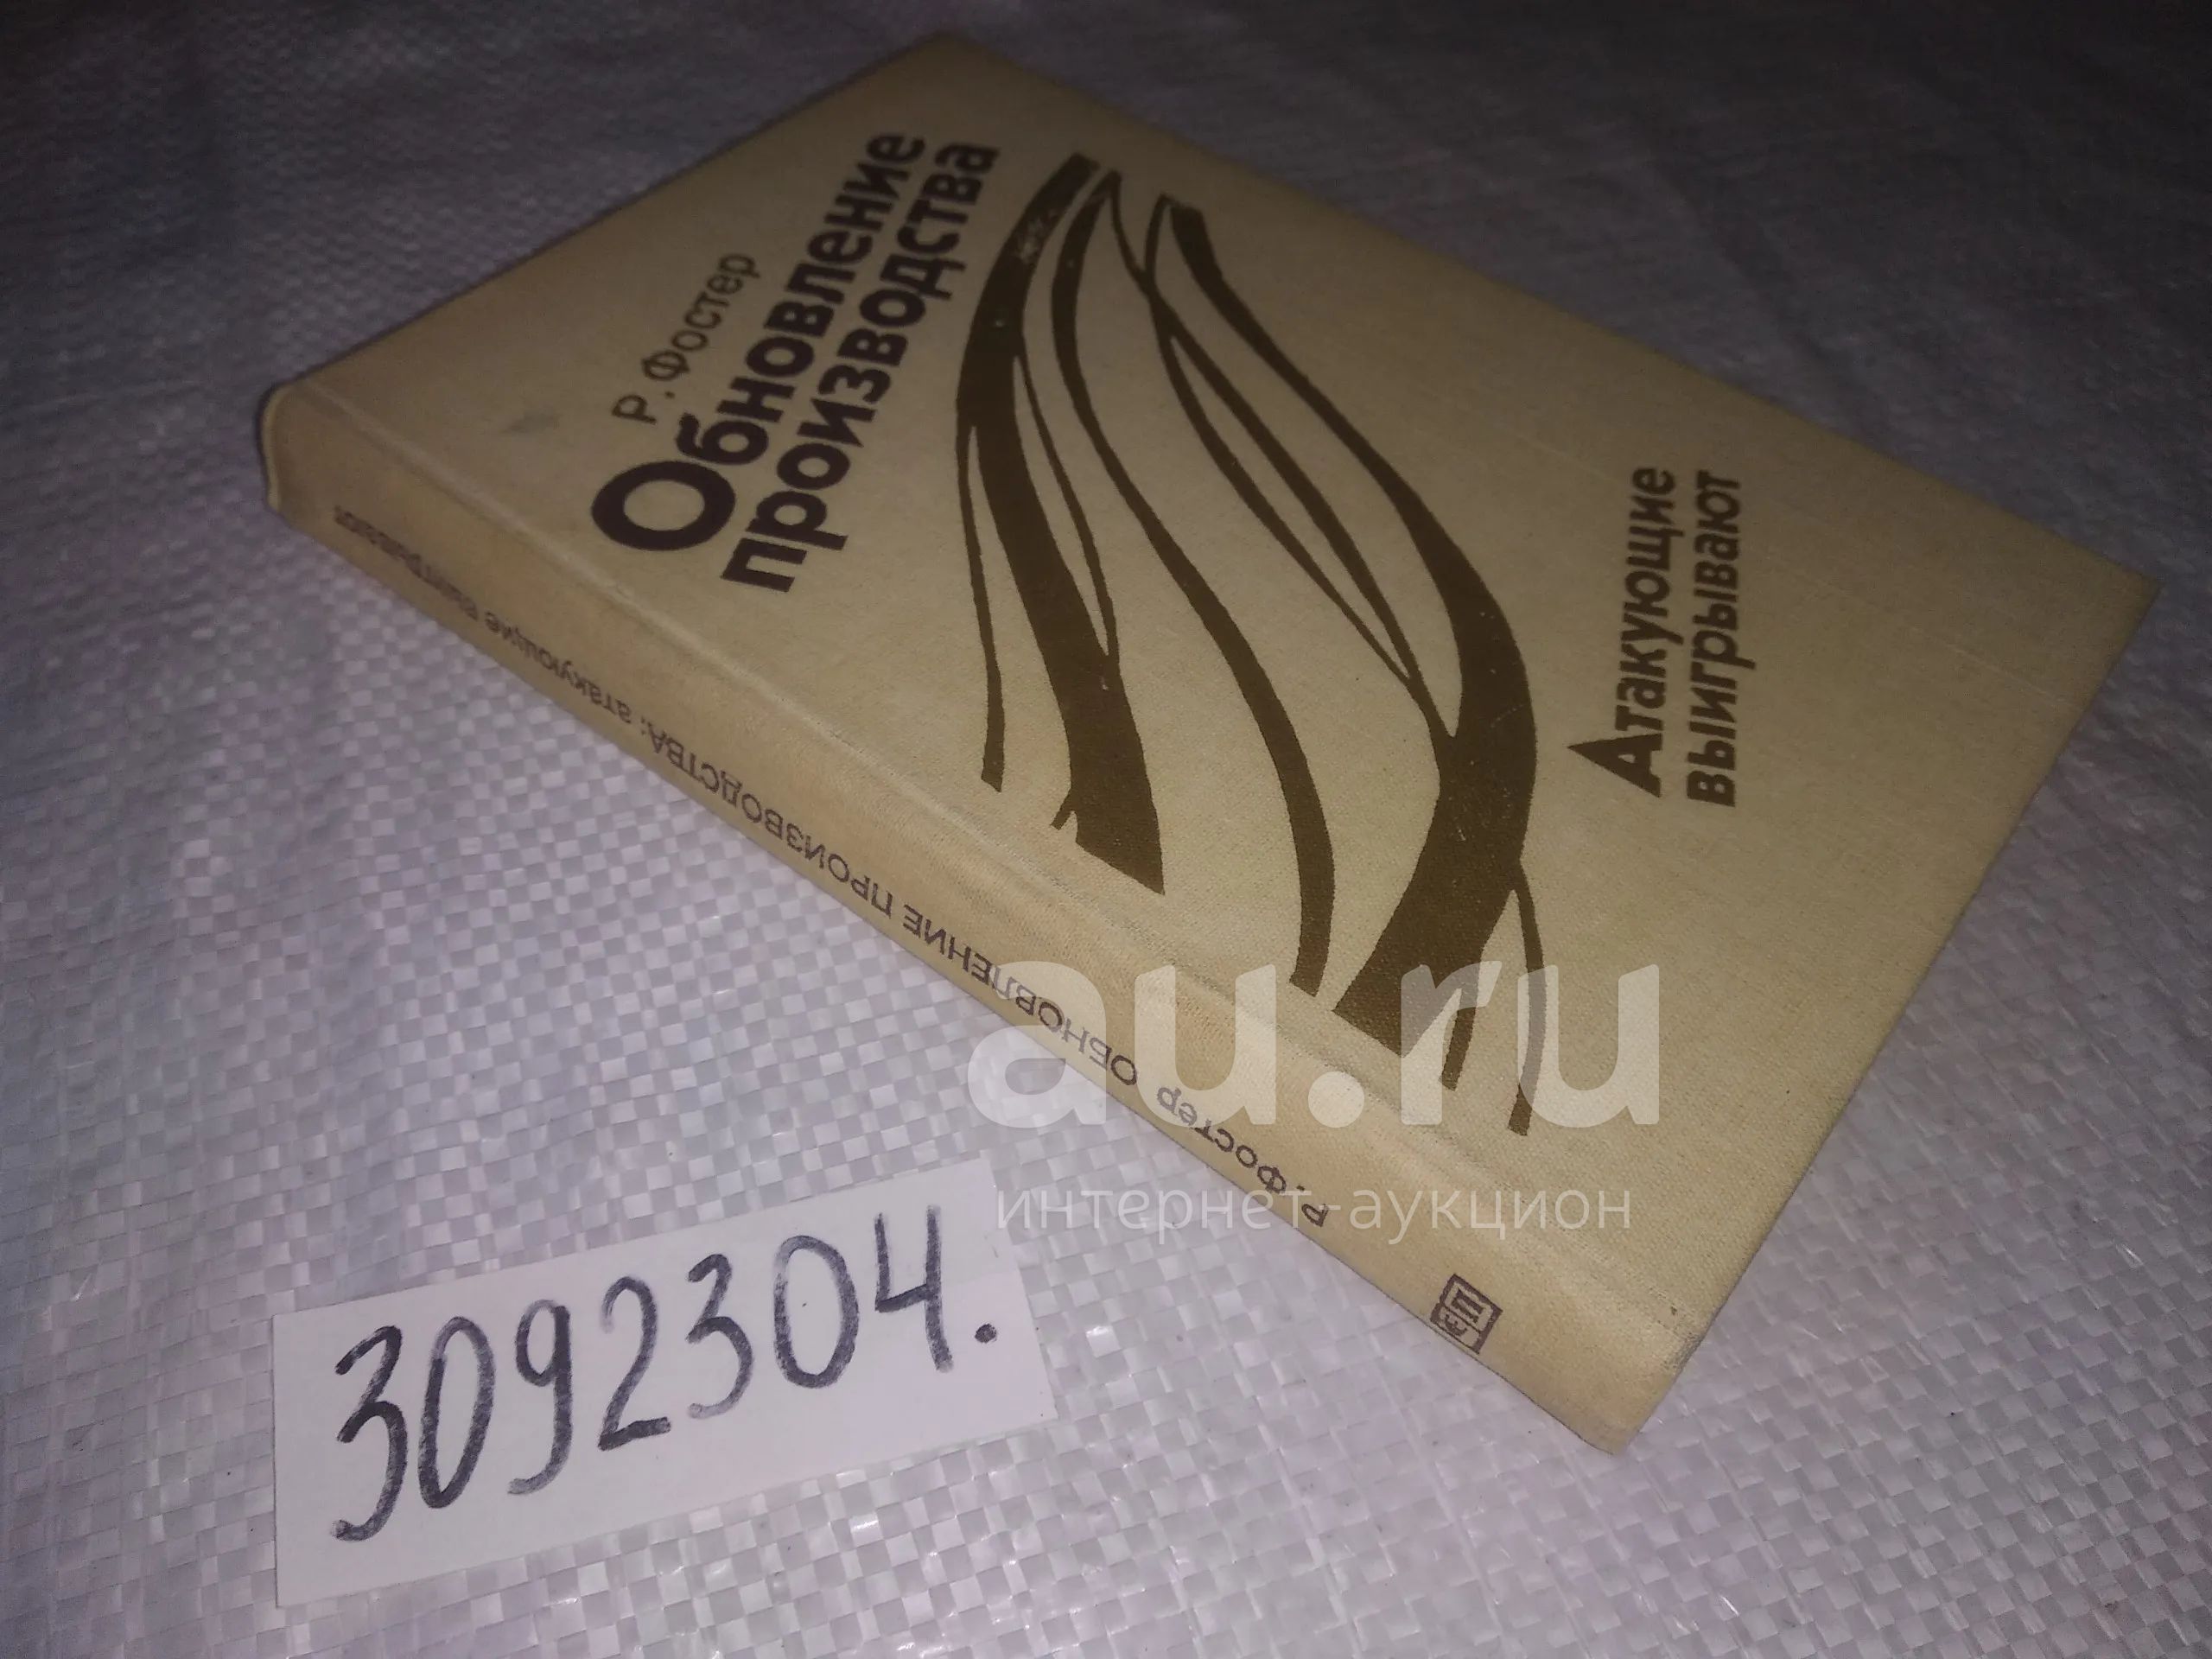 Р. Фостер
Обновление
производства
Атакующие
выигрывают
Р. Фостер ОБНОВЛЕНИЕ ПРОИЗВОДСТВА: атакующие выигрывают
au.ru
интернет-аукцион
3092304.